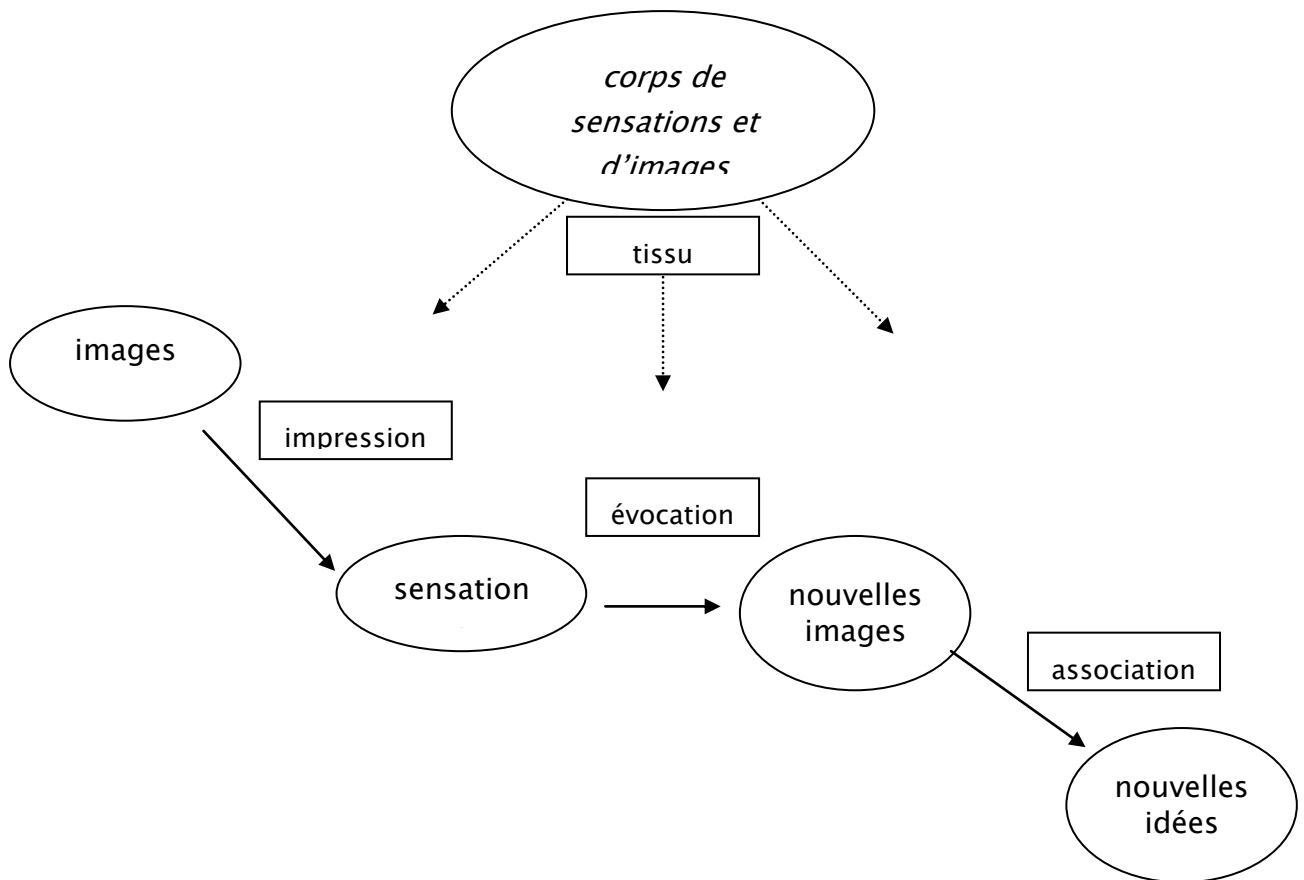 corps de
sensations et
d'images
tissu
images
impression
évocation
sensation
nouvelles
images
association
nouvelles
idées